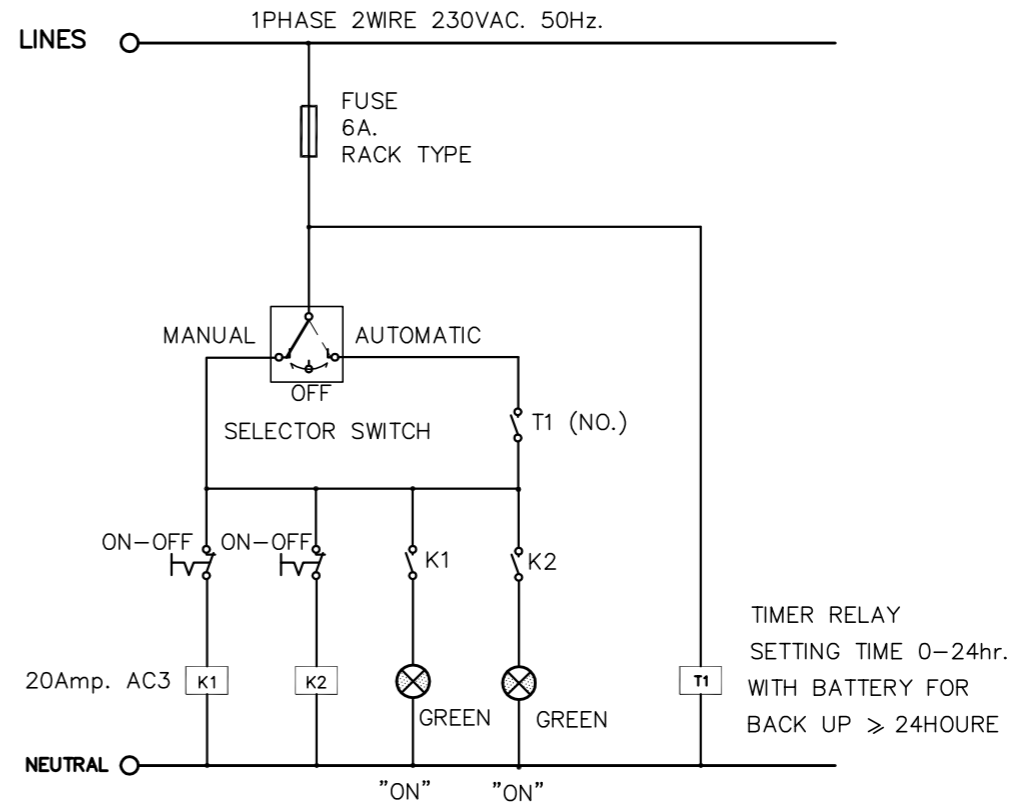 1PHASE 2WIRE 230VAC. 50Hz.
LINES
FUSE
6A.
RACK TYPE
MANUAL
AUTOMATIC
OFF
SELECTOR SWITCH
T1 (NO.)
ON-OFF
ON-OFF
K1
K2
20Amp. AC3
K1
K2
GREEN
GREEN
T1
TIMER RELAY
SETTING TIME 0-24hr.
WITH BATTERY FOR
BACK UP ⩾ 24HOURE
NEUTRAL
"ON"
"ON"